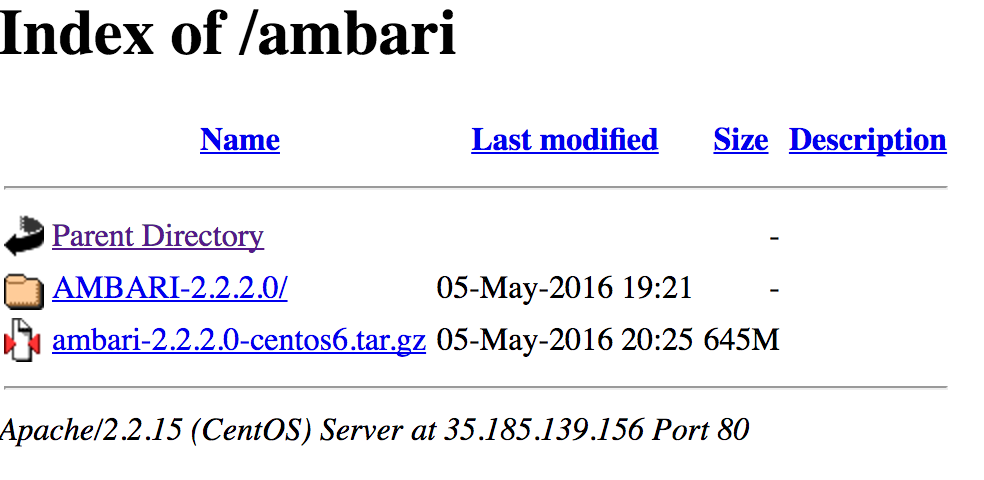 Index of /ambari
Name Last modified Size Description
Parent Directory -
AMBARI-2.2.2.0/ 05-May-2016 19:21 -
ambari-2.2.2.0-centos6.tar.gz 05-May-2016 20:25 645M
Apache/2.2.15 (CentOS) Server at 35.185.139.156 Port 80